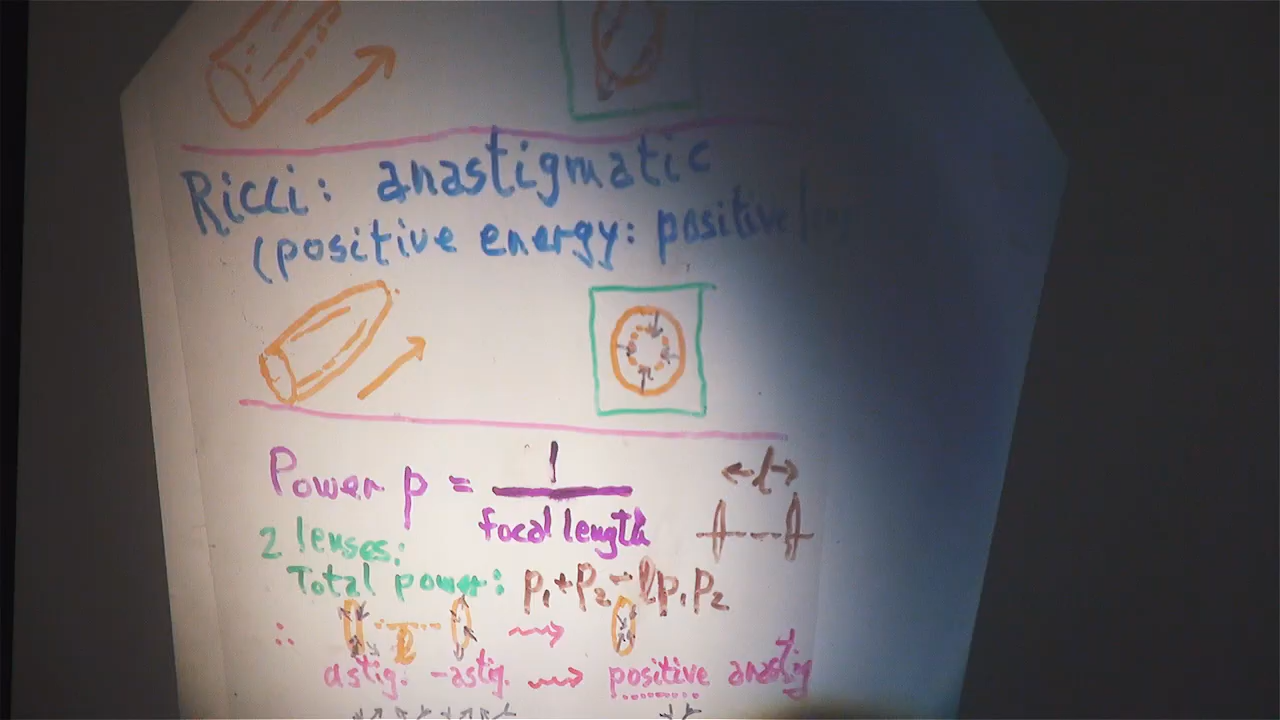 Ricci: anastigmatic
(positive energy: positive
Power p = 1
focal length
← l →
2 lenses:
Total power: p₁+p₂-lp₁p₂
∴ l
astig. -astig. ⇝ positive anastig